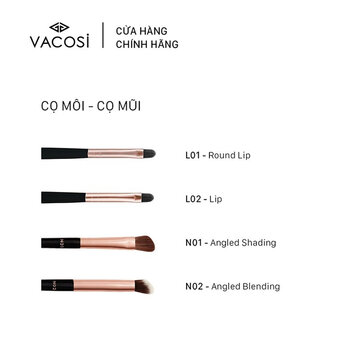 VACOSI
CỬA HÀNG
CHÍNH HÃNG
CỌ MÔI - CỌ MŨI
L01 - Round Lip
L02 - Lip
N01 - Angled Shading
N02 - Angled Blending